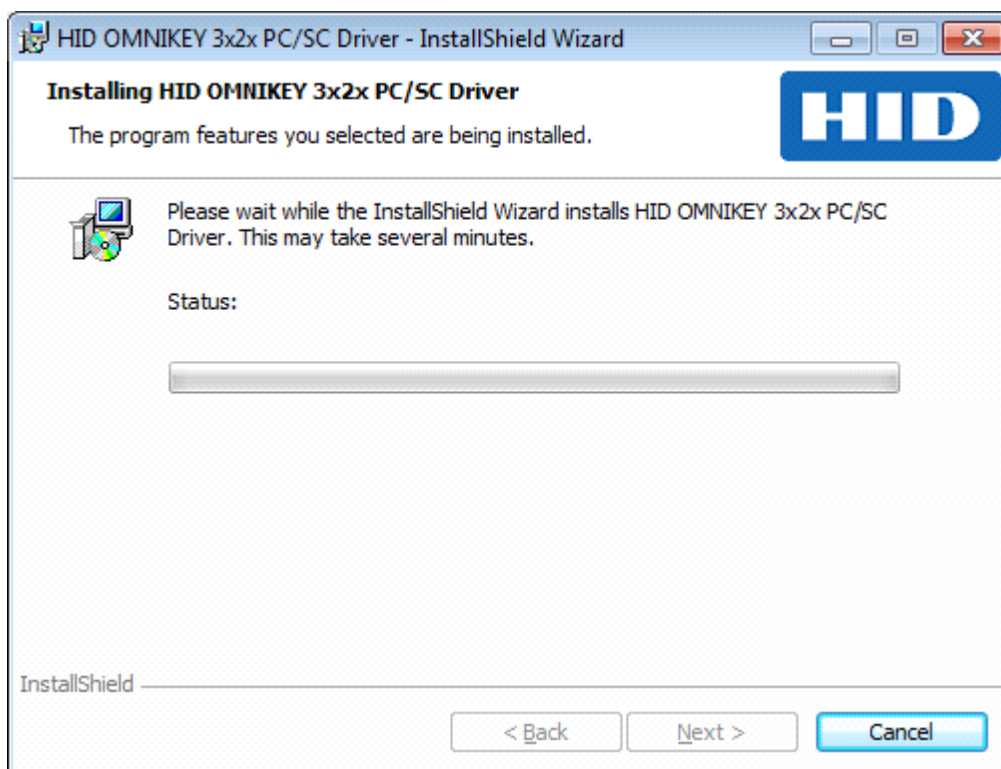 HID OMNIKEY 3x2x PC/SC Driver - InstallShield Wizard
Installing HID OMNIKEY 3x2x PC/SC Driver
The program features you selected are being installed.
HID
Please wait while the InstallShield Wizard installs HID OMNIKEY 3x2x PC/SC
Driver. This may take several minutes.
Status:
InstallShield
< Back
Next >
Cancel